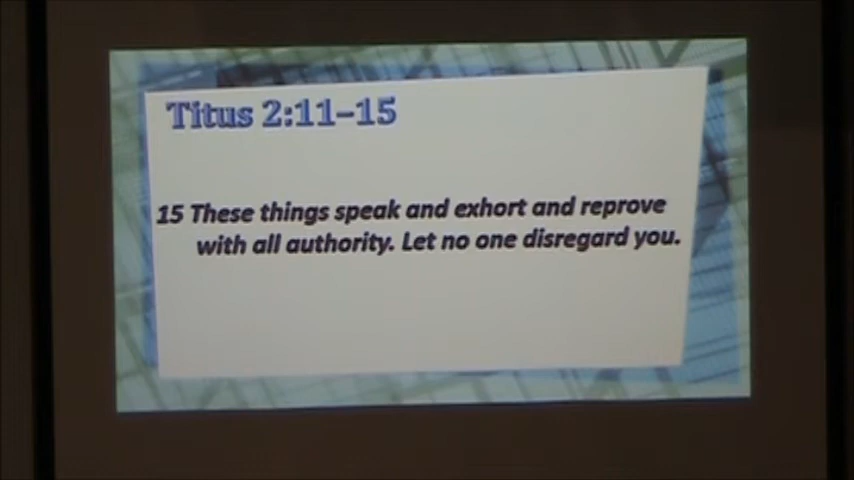 Titus 2:11–15
15 These things speak and exhort and reprove
with all authority. Let no one disregard you.